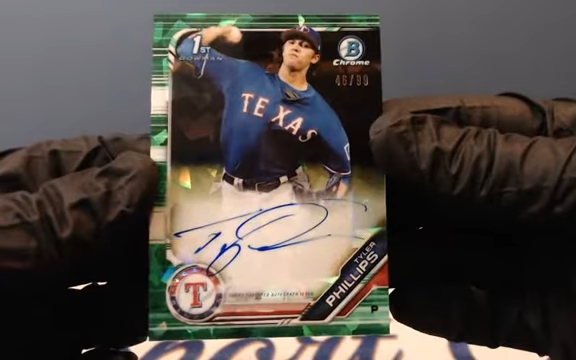 1ST
BOWMAN
B
Chrome
46/99
TEXAS
T
TYLER
PHILLIPS
P